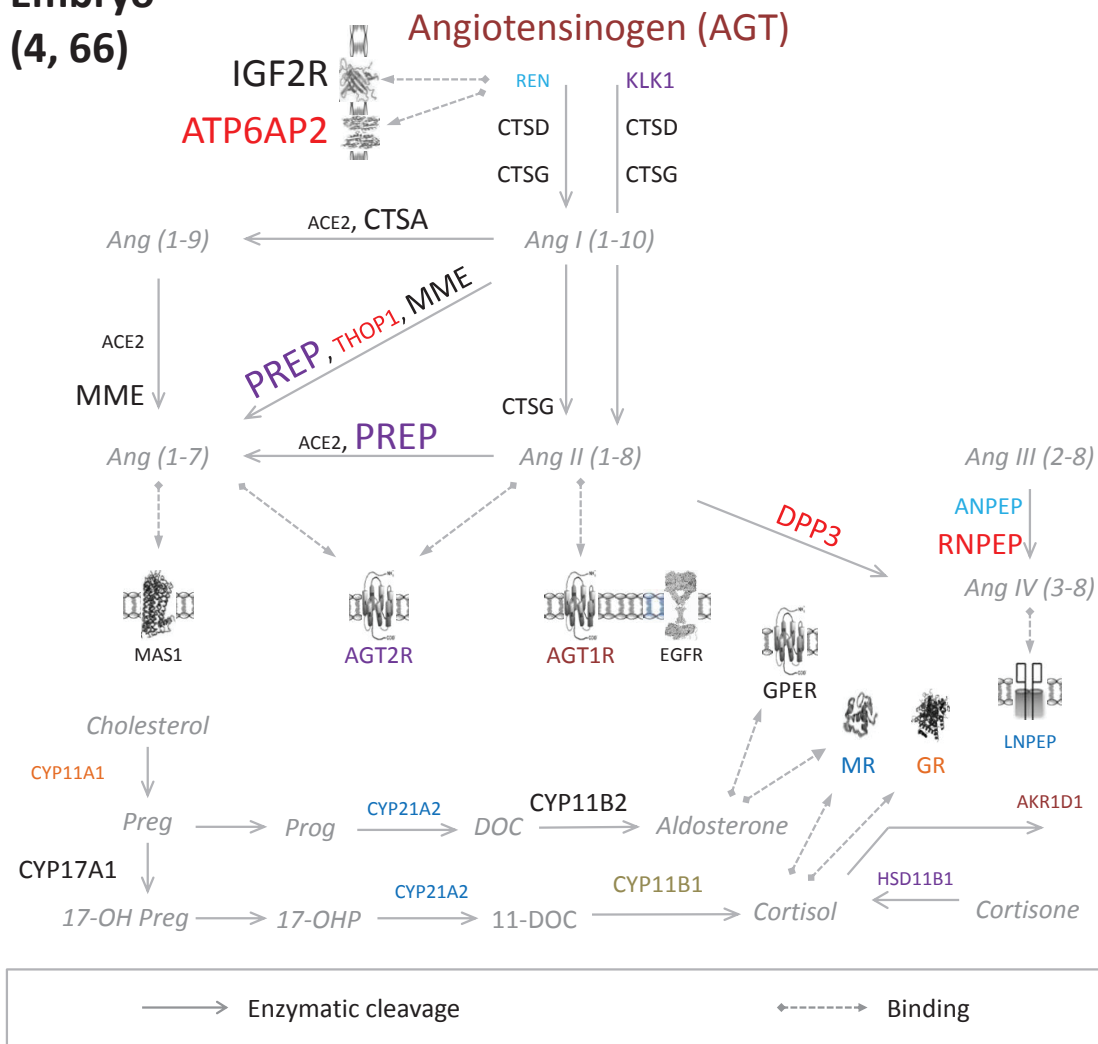 Embryo
(4, 66)
Angiotensinogen (AGT)
IGF2R
ATP6AP2
REN
KLK1
CTSD
CTSD
CTSG
CTSG
Ang (1-9)
ACE2, CTSA
Ang I (1-10)
ACE2
MME
PREP, THOP1, MME
CTSG
Ang (1-7)
ACE2, PREP
Ang II (1-8)
Ang III (2-8)
ANPEP
RNPEP
DPP3
Ang IV (3-8)
MAS1
AGT2R
AGT1R
EGFR
GPER
LNPEP
MR
GR
Cholesterol
CYP11A1
Preg
Prog
CYP21A2
DOC
CYP11B2
Aldosterone
AKR1D1
CYP17A1
17-OH Preg
17-OHP
CYP21A2
11-DOC
CYP11B1
Cortisol
HSD11B1
Cortisone
Enzymatic cleavage
Binding